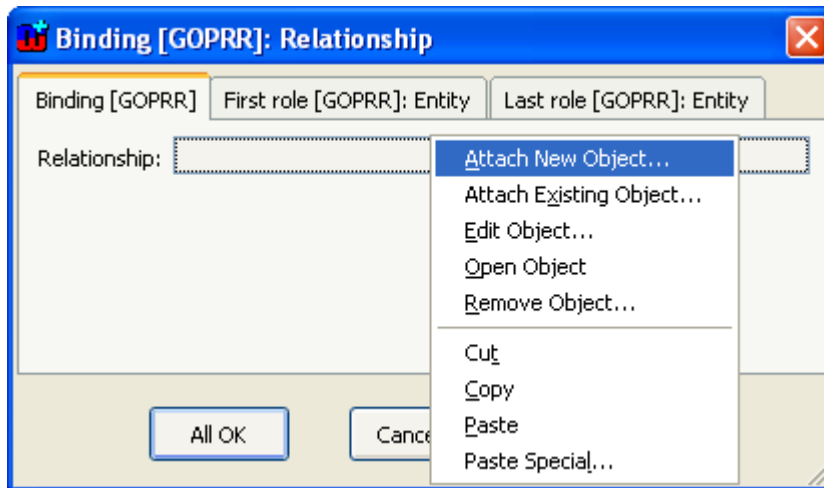 Binding [GOPRR]: Relationship
Binding [GOPRR] First role [GOPRR]: Entity Last role [GOPRR]: Entity
Relationship:
Attach New Object...
Attach Existing Object...
Edit Object...
Open Object
Remove Object...
Cut
Copy
Paste
Paste Special...
All OK